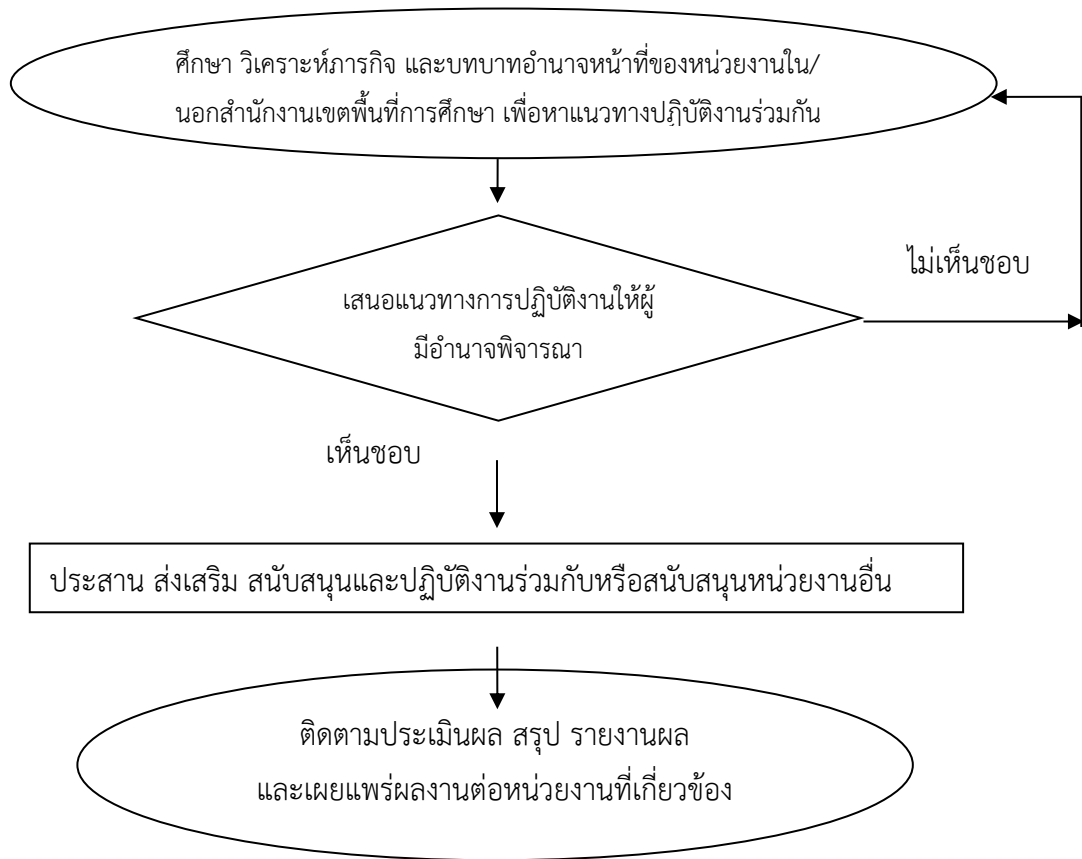 ศึกษา วิเคราะห์ภารกิจ และบทบาทอำนาจหน้าที่ของหน่วยงานใน/
นอกสำนักงานเขตพื้นที่การศึกษา เพื่อหาแนวทางปฏิบัติงานร่วมกัน
ไม่เห็นชอบ
เสนอแนวทางการปฏิบัติงานให้ผู้
มีอำนาจพิจารณา
เห็นชอบ
ประสาน ส่งเสริม สนับสนุนและปฏิบัติงานร่วมกับหรือสนับสนุนหน่วยงานอื่น
ติดตามประเมินผล สรุป รายงานผล
และเผยแพร่ผลงานต่อหน่วยงานที่เกี่ยวข้อง